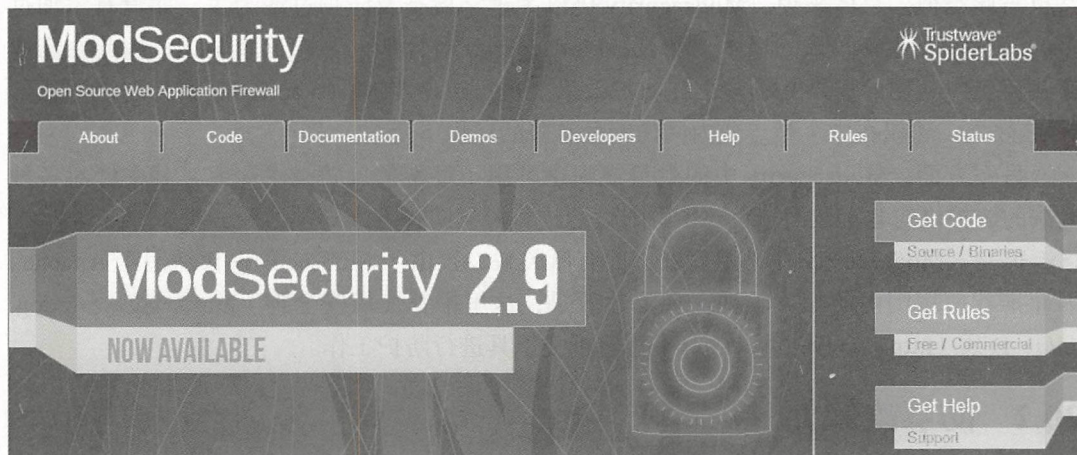 ModSecurity
Open Source Web Application Firewall
Trustwave®
SpiderLabs®
About Code Documentation Demos Developers Help Rules Status
ModSecurity 2.9
NOW AVAILABLE
Get Code
Source / Binaries
Get Rules
Free / Commercial
Get Help
Support